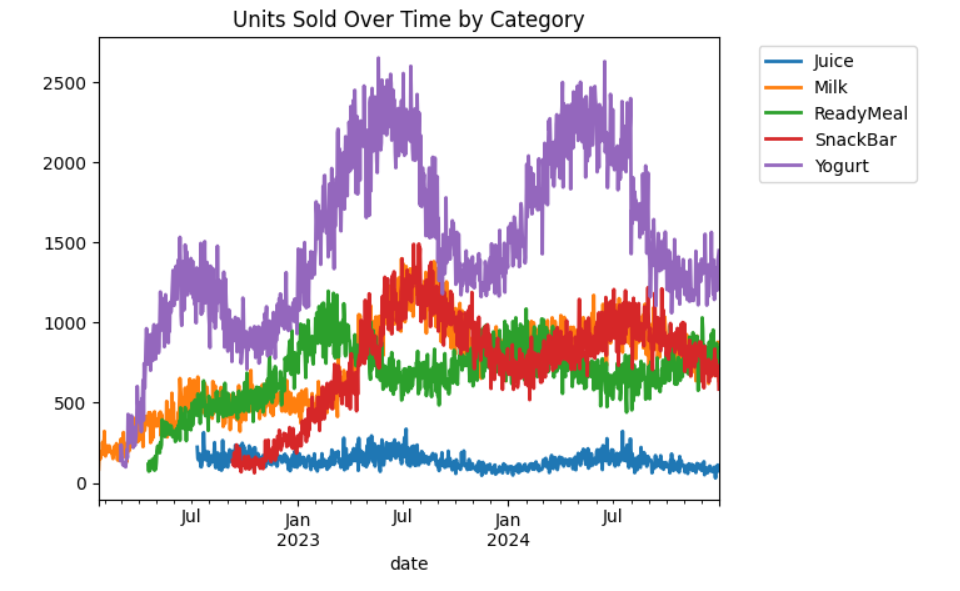 Units Sold Over Time by Category
2500
2000
1500
1000
500
0
Jul
Jan
2023
Jul
Jan
2024
Jul
date
Juice
Milk
ReadyMeal
SnackBar
Yogurt